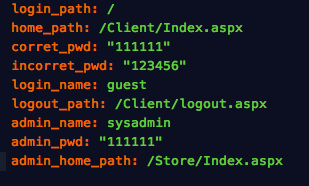 login_path: /
home_path: /Client/Index.aspx
corret_pwd: "111111"
incorret_pwd: "123456"
login_name: guest
logout_path: /Client/logout.aspx
admin_name: sysadmin
admin_pwd: "111111"
admin_home_path: /Store/Index.aspx